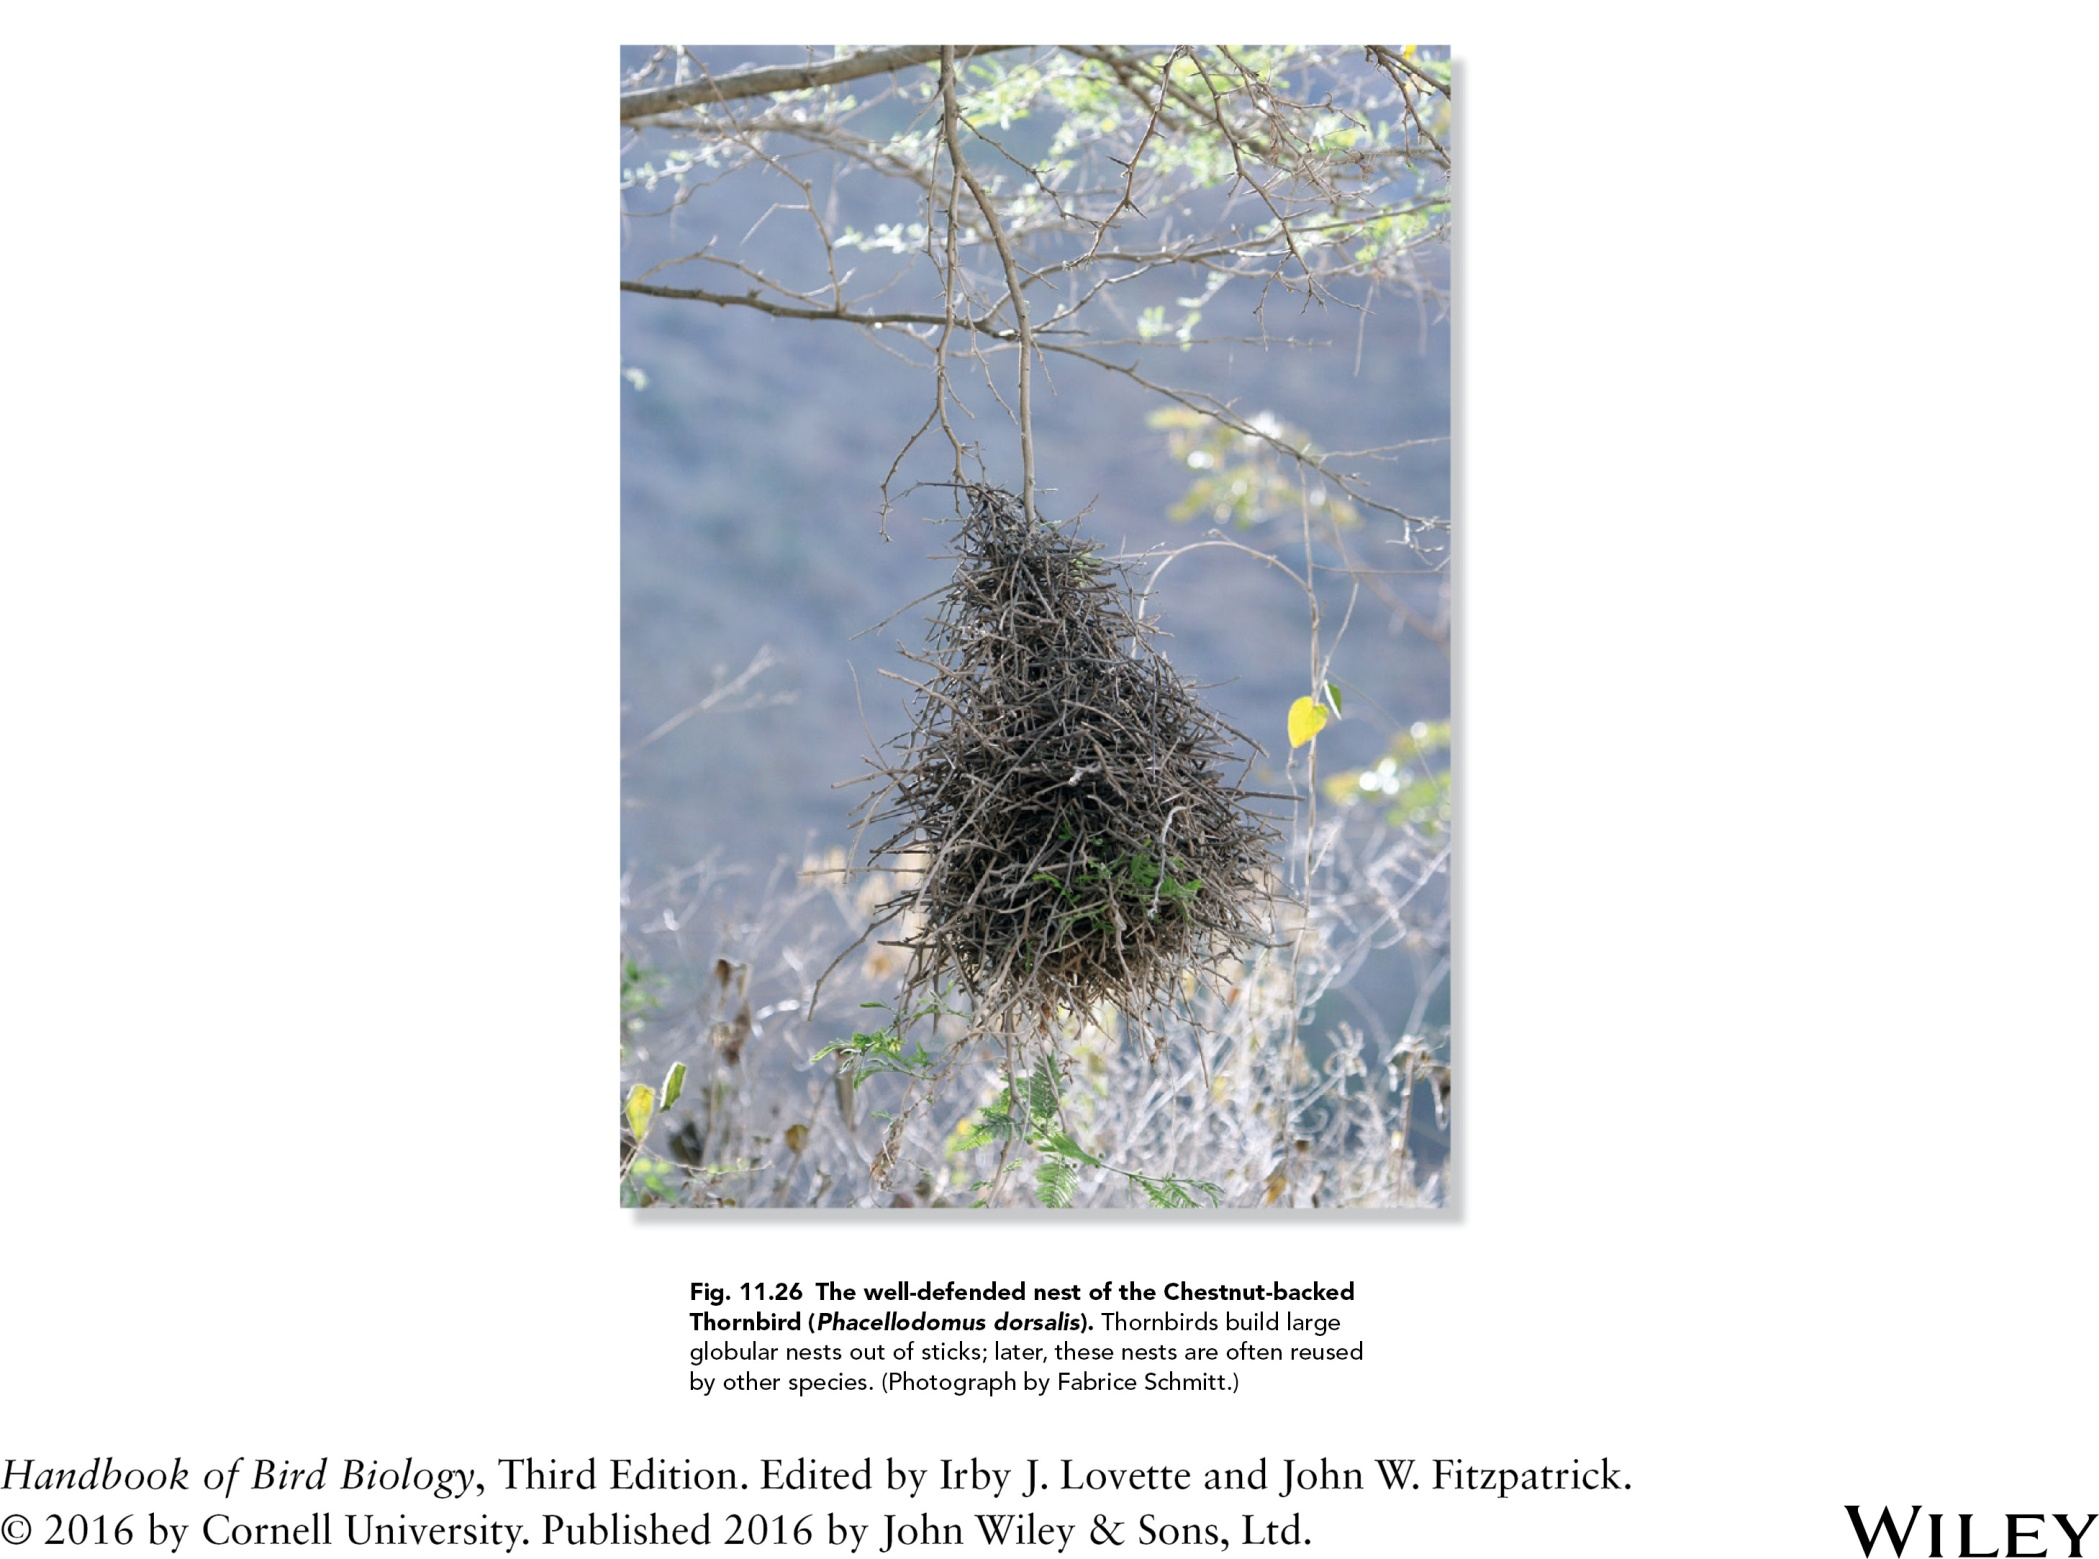 Fig. 11.26 The well-defended nest of the Chestnut-backed
Thornbird (Phacellodomus dorsalis). Thornbirds build large
globular nests out of sticks; later, these nests are often reused
by other species. (Photograph by Fabrice Schmitt.)
Handbook of Bird Biology, Third Edition. Edited by Irby J. Lovette and John W. Fitzpatrick.
© 2016 by Cornell University. Published 2016 by John Wiley & Sons, Ltd.
WILEY